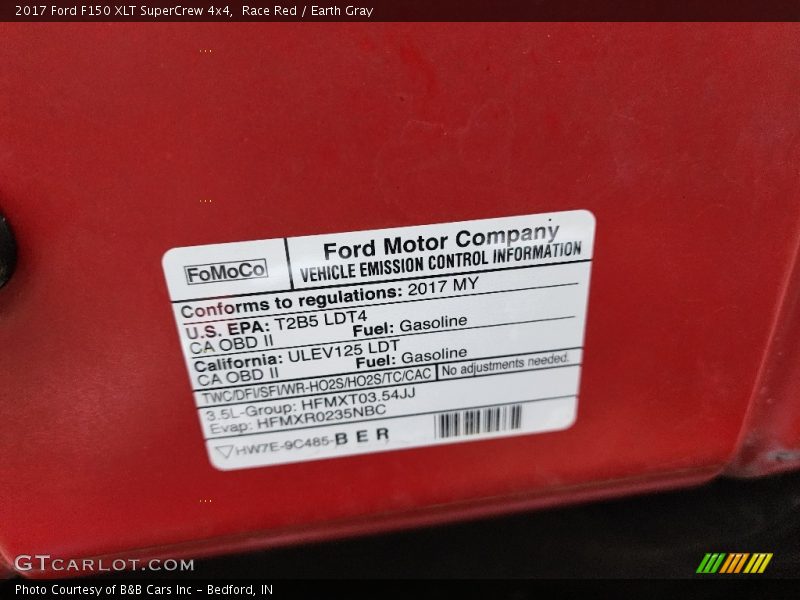 2017 Ford F150 XLT SuperCrew 4x4, Race Red / Earth Gray
FoMoCo
Ford Motor Company
VEHICLE EMISSION CONTROL INFORMATION
Conforms to regulations: 2017 MY
U.S. EPA: T2B5 LDT4
CA OBD II Fuel: Gasoline
California: ULEV125 LDT
CA OBD II Fuel: Gasoline
TWC/DFI/SFI/WR-HO2S/HO2S/TC/CAC No adjustments needed.
3.5L-Group: HFMXT03.54JJ
Evap: HFMXR0235NBC
HW7E-9C485-B E R
GTCARLOT.COM
Photo Courtesy of B&B Cars Inc - Bedford, IN